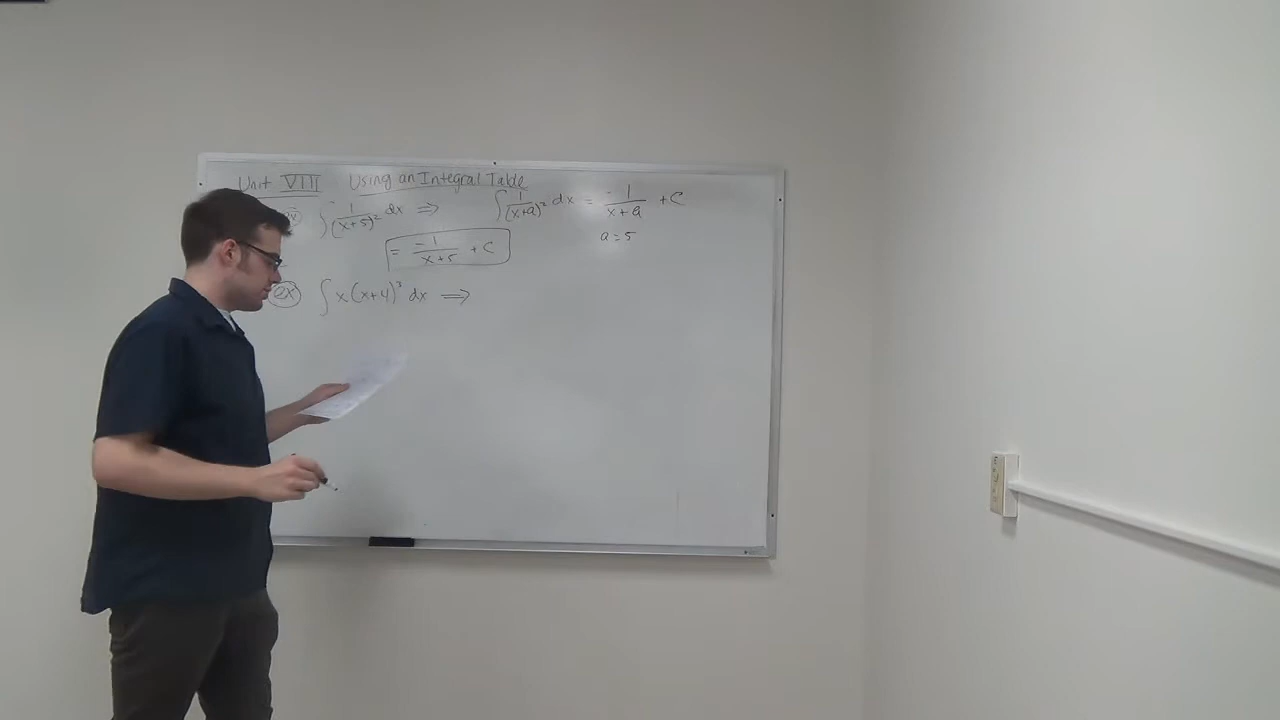 Unit VIII Using an Integral Table
ex ∫ 1/(x+5)² dx ⇒ ∫ 1/(x+a)² dx = -1/(x+a) + C
= -1/(x+5) + C a = 5
ex ∫ x(x+4)³ dx ⇒